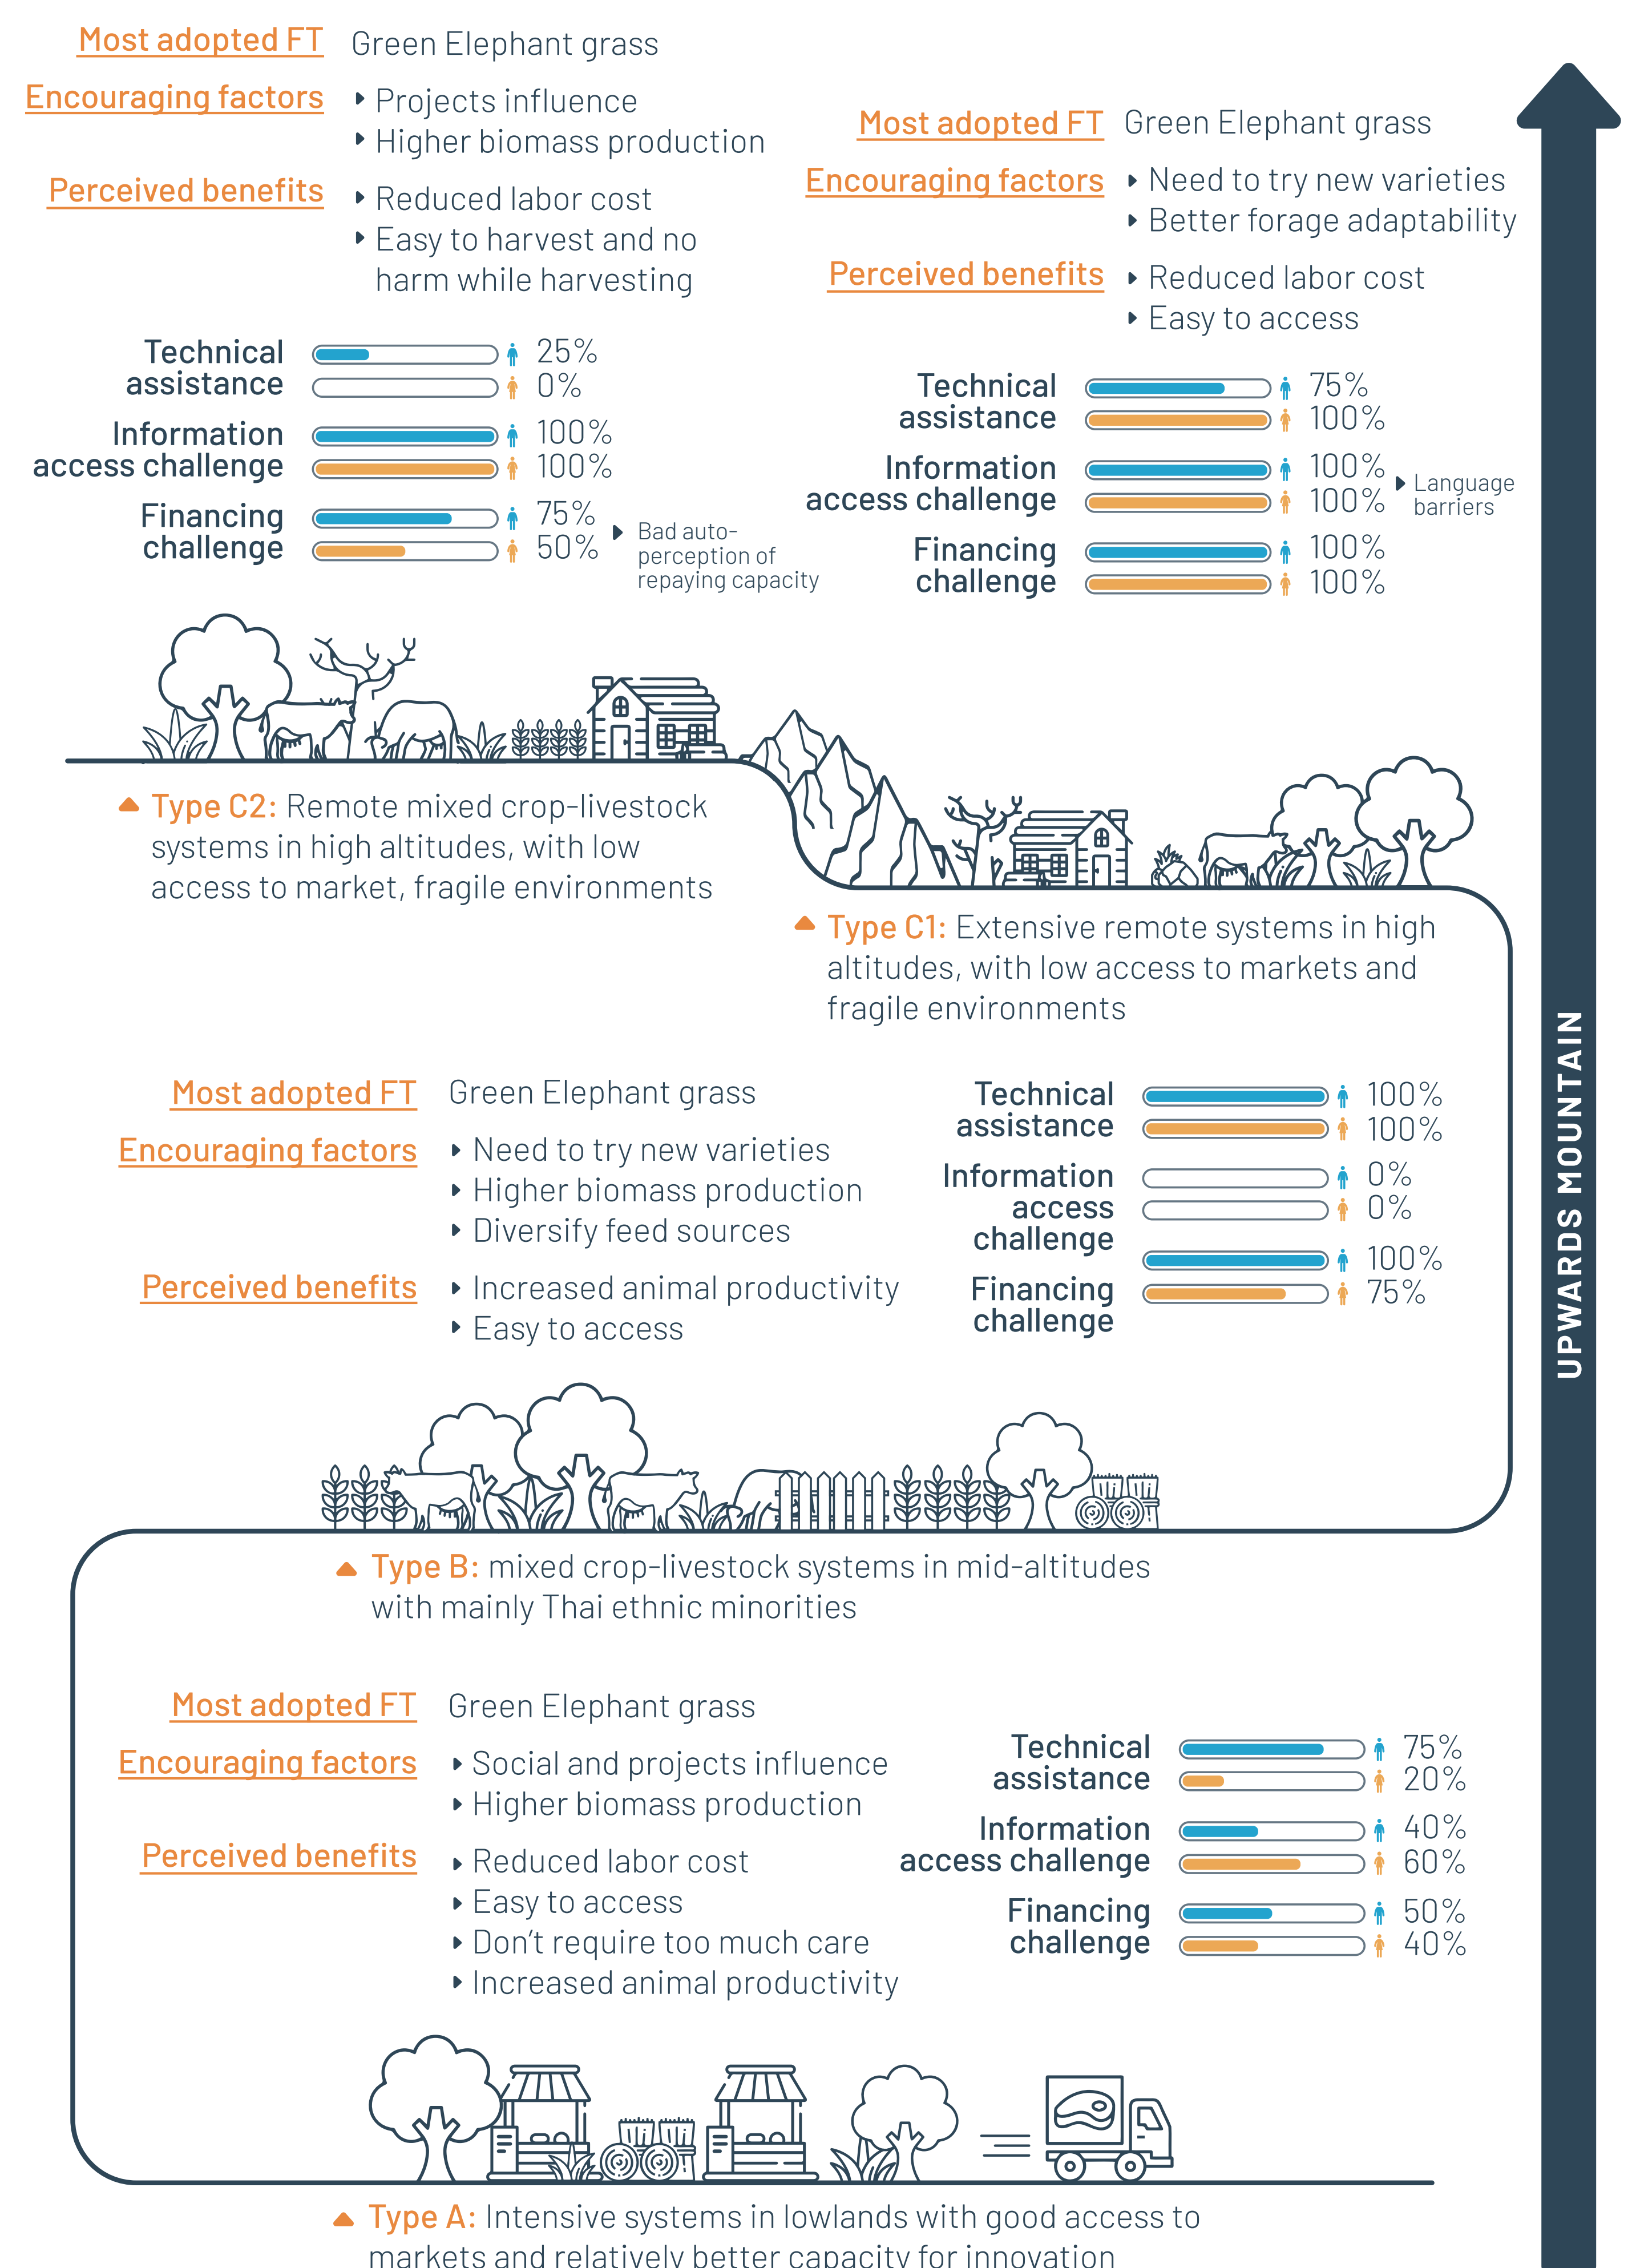 Most adopted FT Green Elephant grass
Encouraging factors Projects influence
Higher biomass production
Perceived benefits Reduced labor cost
Easy to harvest and no
harm while harvesting
Technical
assistance
25%
0%
Information
access challenge
100%
100%
Financing
challenge
75%
50%
Bad auto-
perception of
repaying capacity
Most adopted FT Green Elephant grass
Encouraging factors Need to try new varieties
Better forage adaptability
Perceived benefits Reduced labor cost
Easy to access
Technical
assistance
75%
100%
Information
access challenge
100%
100%
Language
barriers
Financing
challenge
100%
100%
Type C2: Remote mixed crop-livestock
systems in high altitudes, with low
access to market, fragile environments
Type C1: Extensive remote systems in high
altitudes, with low access to markets and
fragile environments
UPWARDS MOUNTAIN
Most adopted FT Green Elephant grass
Encouraging factors Need to try new varieties
Higher biomass production
Diversify feed sources
Perceived benefits Increased animal productivity
Easy to access
Technical
assistance
100%
100%
Information
access
challenge
0%
0%
Financing
challenge
100%
75%
Type B: mixed crop-livestock systems in mid-altitudes
with mainly Thai ethnic minorities
Most adopted FT Green Elephant grass
Encouraging factors Social and projects influence
Higher biomass production
Perceived benefits Reduced labor cost
Easy to access
Don't require too much care
Increased animal productivity
Technical
assistance
75%
20%
Information
access challenge
40%
60%
Financing
challenge
50%
40%
Type A: Intensive systems in lowlands with good access to
markets and relatively better capacity for innovation